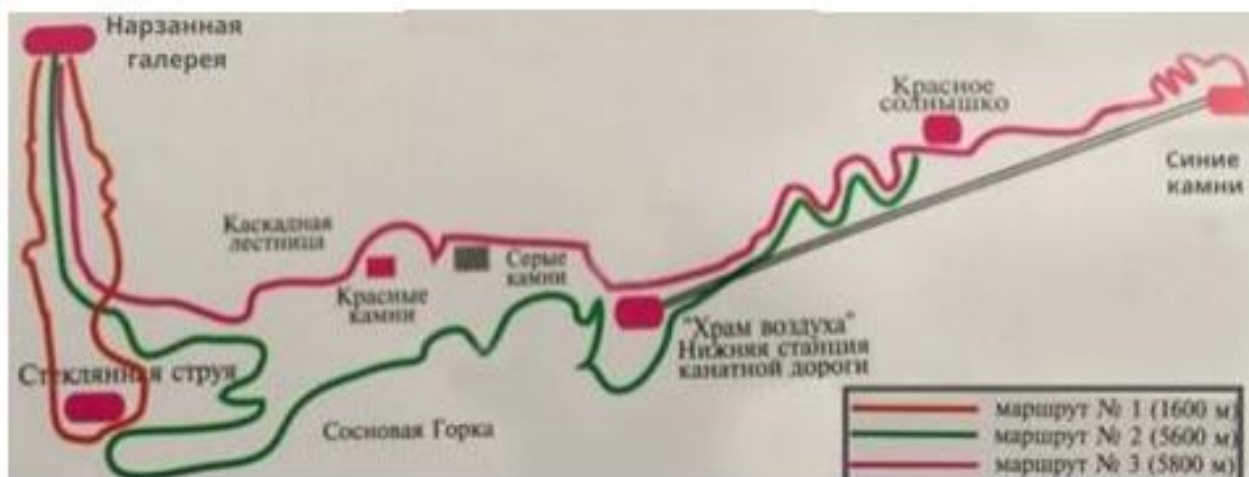 Нарзанная
галерея
Красное
солнышко
Синие
камни
Каскадная
лестница
Серые
камни
Красные
камни
"Храм воздуха"
Нижняя станция
канатной дороги
Стеклянная струя
Сосновая Горка
маршрут № 1 (1600 м)
маршрут № 2 (5600 м)
маршрут № 3 (5800 м)